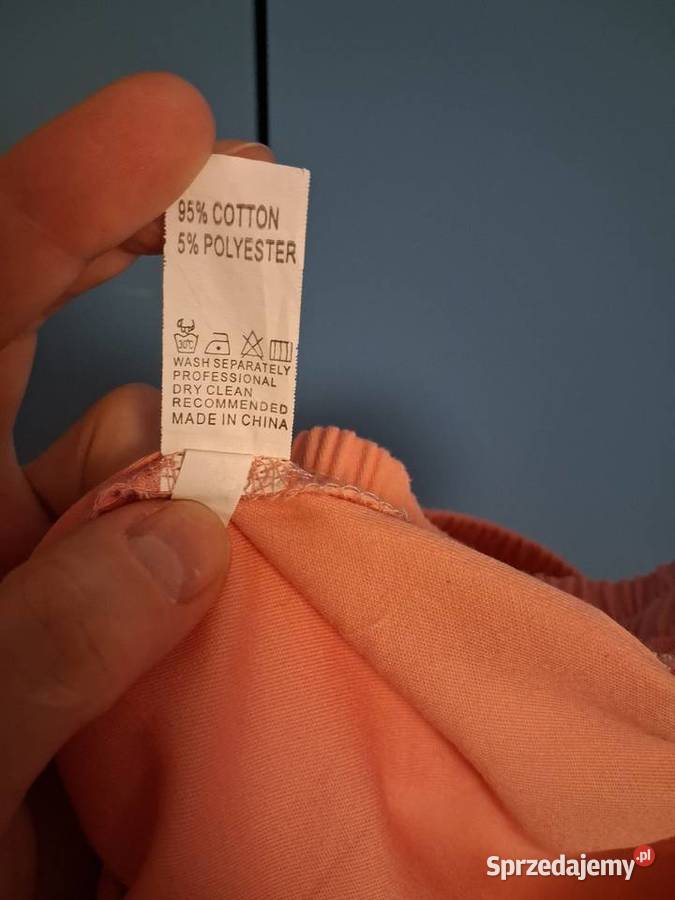 95% COTTON
5% POLYESTER
30°C
WASH SEPARATELY
PROFESSIONAL
DRY CLEAN
RECOMMENDED
MADE IN CHINA
Sprzedajemy.pl